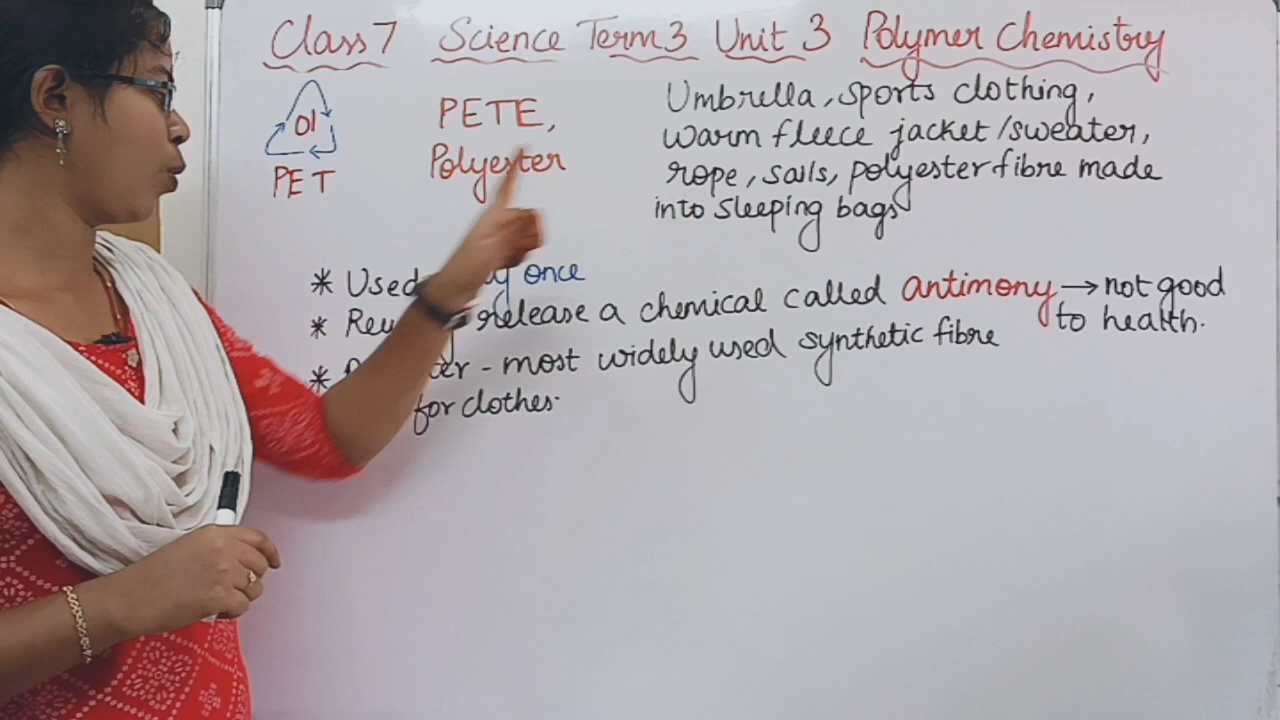 Class 7 Science Term 3 Unit 3 Polymer Chemistry
01
PET
PETE,
Polyester
Umbrella, sports clothing,
warm fleece jacket/sweater,
rope, sails, polyester fibre made
into sleeping bags
* Used once
* release a chemical called antimony → not good
to health.
* - most widely used synthetic fibre
for clothes.